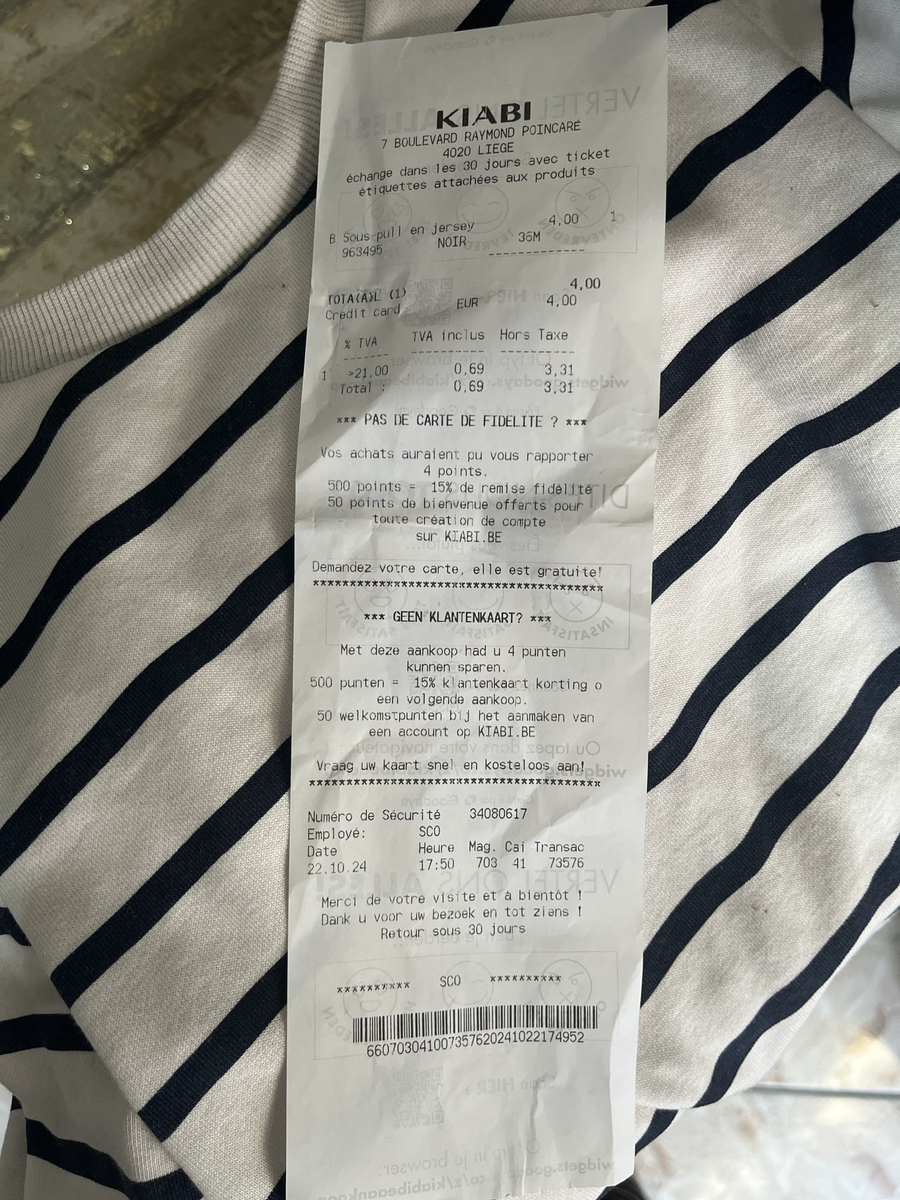 KIABI
7 BOULEVARD RAYMOND POINCARÉ
4020 LIEGE
échange dans les 30 jours avec ticket
étiquettes attachées aux produits
B Sous-pull en jersey 4,00 1
963495 NOIR 36M
------------
TOTA(A)L (1) 4,00
Credit card EUR 4,00
% TVA TVA inclus Hors Taxe
------- --------- ---------
1 >21,00 0,69 3,31
Total : 0,69 3,31
*** PAS DE CARTE DE FIDELITE ? ***
Vos achats auraient pu vous rapporter
4 points.
500 points = 15% de remise fidélité
50 points de bienvenue offerts pour
toute création de compte
sur KIABI.BE
Demandez votre carte, elle est gratuite!
****************************************
*** GEEN KLANTENKAART? ***
Met deze aankoop had u 4 punten
kunnen sparen.
500 punten = 15% klantenkaart korting o
een volgende aankoop.
50 welkomstpunten bij het aanmaken van
een account op KIABI.BE
Vraag uw kaart snel en kosteloos aan!
****************************************
Numéro de Sécurité 34080617
Employé: SCO
Date Heure Mag. Cai Transac
22.10.24 17:50 703 41 73576
Merci de votre visite et à bientôt !
Dank u voor uw bezoek en tot ziens !
Retour sous 30 jours
********** SCO **********
66070304100735762024102217​4952